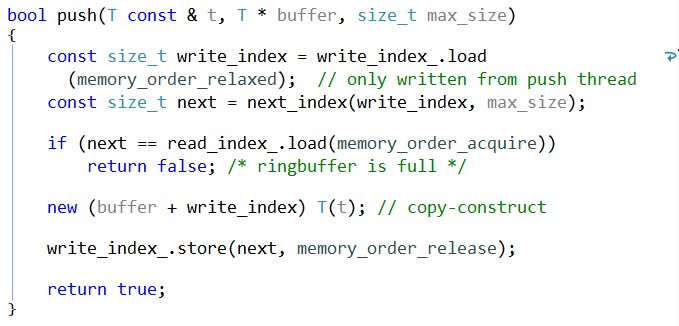 bool push(T const & t, T * buffer, size_t max_size)
{
    const size_t write_index = write_index_.load
      (memory_order_relaxed);  // only written from push thread
    const size_t next = next_index(write_index, max_size);

    if (next == read_index_.load(memory_order_acquire))
        return false; /* ringbuffer is full */

    new (buffer + write_index) T(t); // copy-construct

    write_index_.store(next, memory_order_release);

    return true;
}